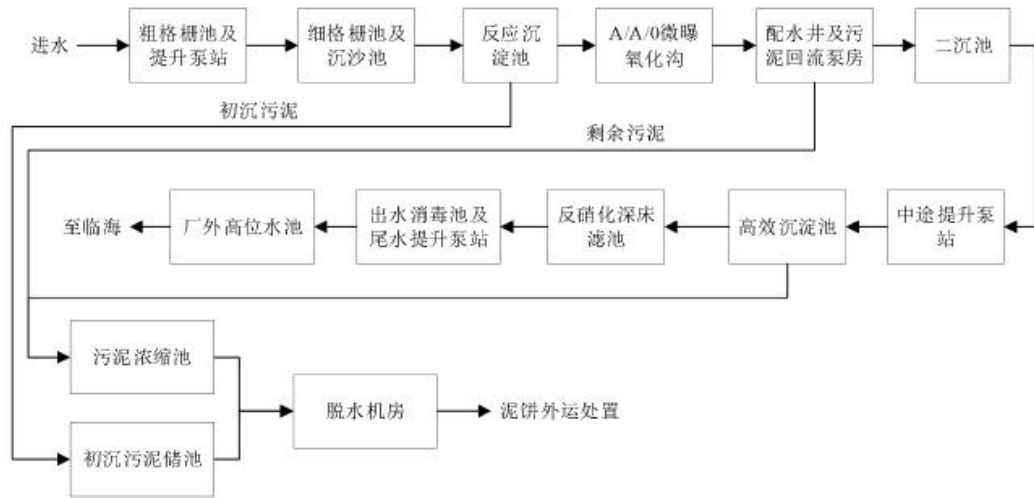 进水
粗格栅池及
提升泵站
细格栅池及
沉沙池
反应沉
淀池
A/A/0微曝
氧化沟
配水井及污
泥回流泵房
二沉池
初沉污泥
剩余污泥
至临海
厂外高位水池
出水消毒池及
尾水提升泵站
反硝化深床
滤池
高效沉淀池
中途提升泵
站
污泥浓缩池
脱水机房
泥饼外运处置
初沉污泥储池